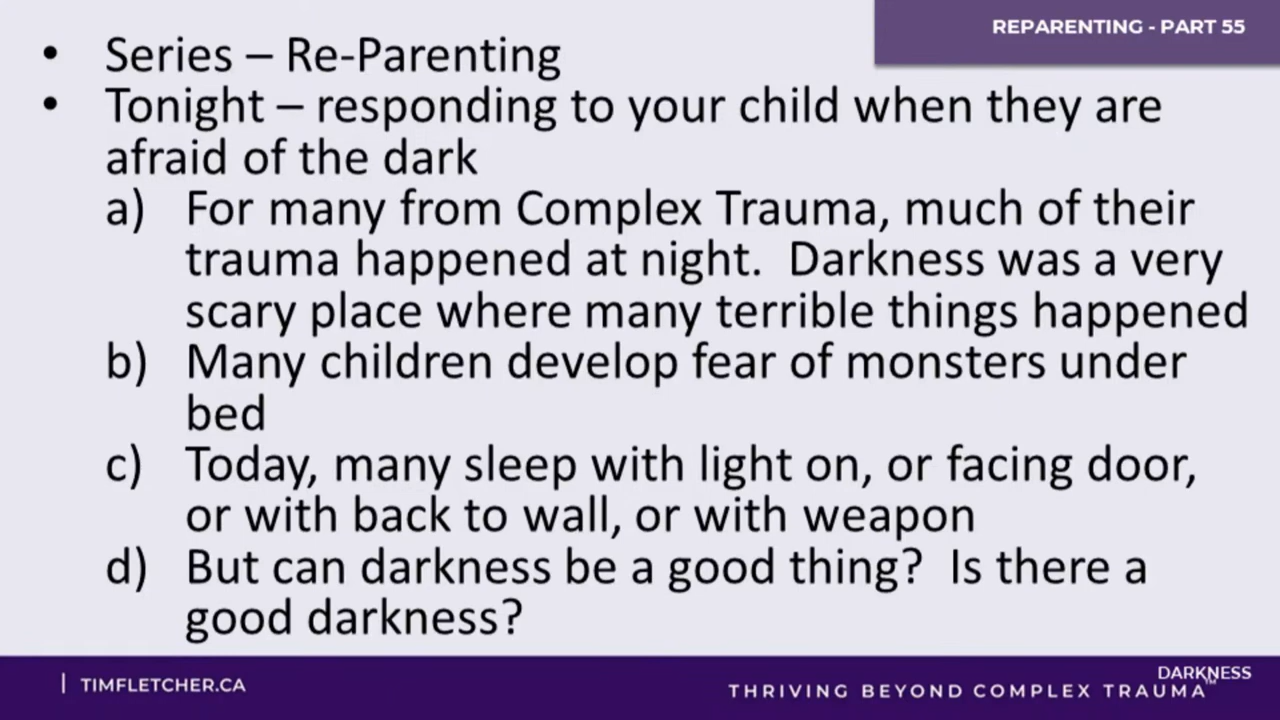 REPARENTING - PART 55
• Series – Re-Parenting
• Tonight – responding to your child when they are
afraid of the dark
a) For many from Complex Trauma, much of their
trauma happened at night.  Darkness was a very
scary place where many terrible things happened
b) Many children develop fear of monsters under
bed
c) Today, many sleep with light on, or facing door,
or with back to wall, or with weapon
d) But can darkness be a good thing?  Is there a
good darkness?
| TIMFLETCHER.CA
DARKNESS
THRIVING BEYOND COMPLEX TRAUMA™